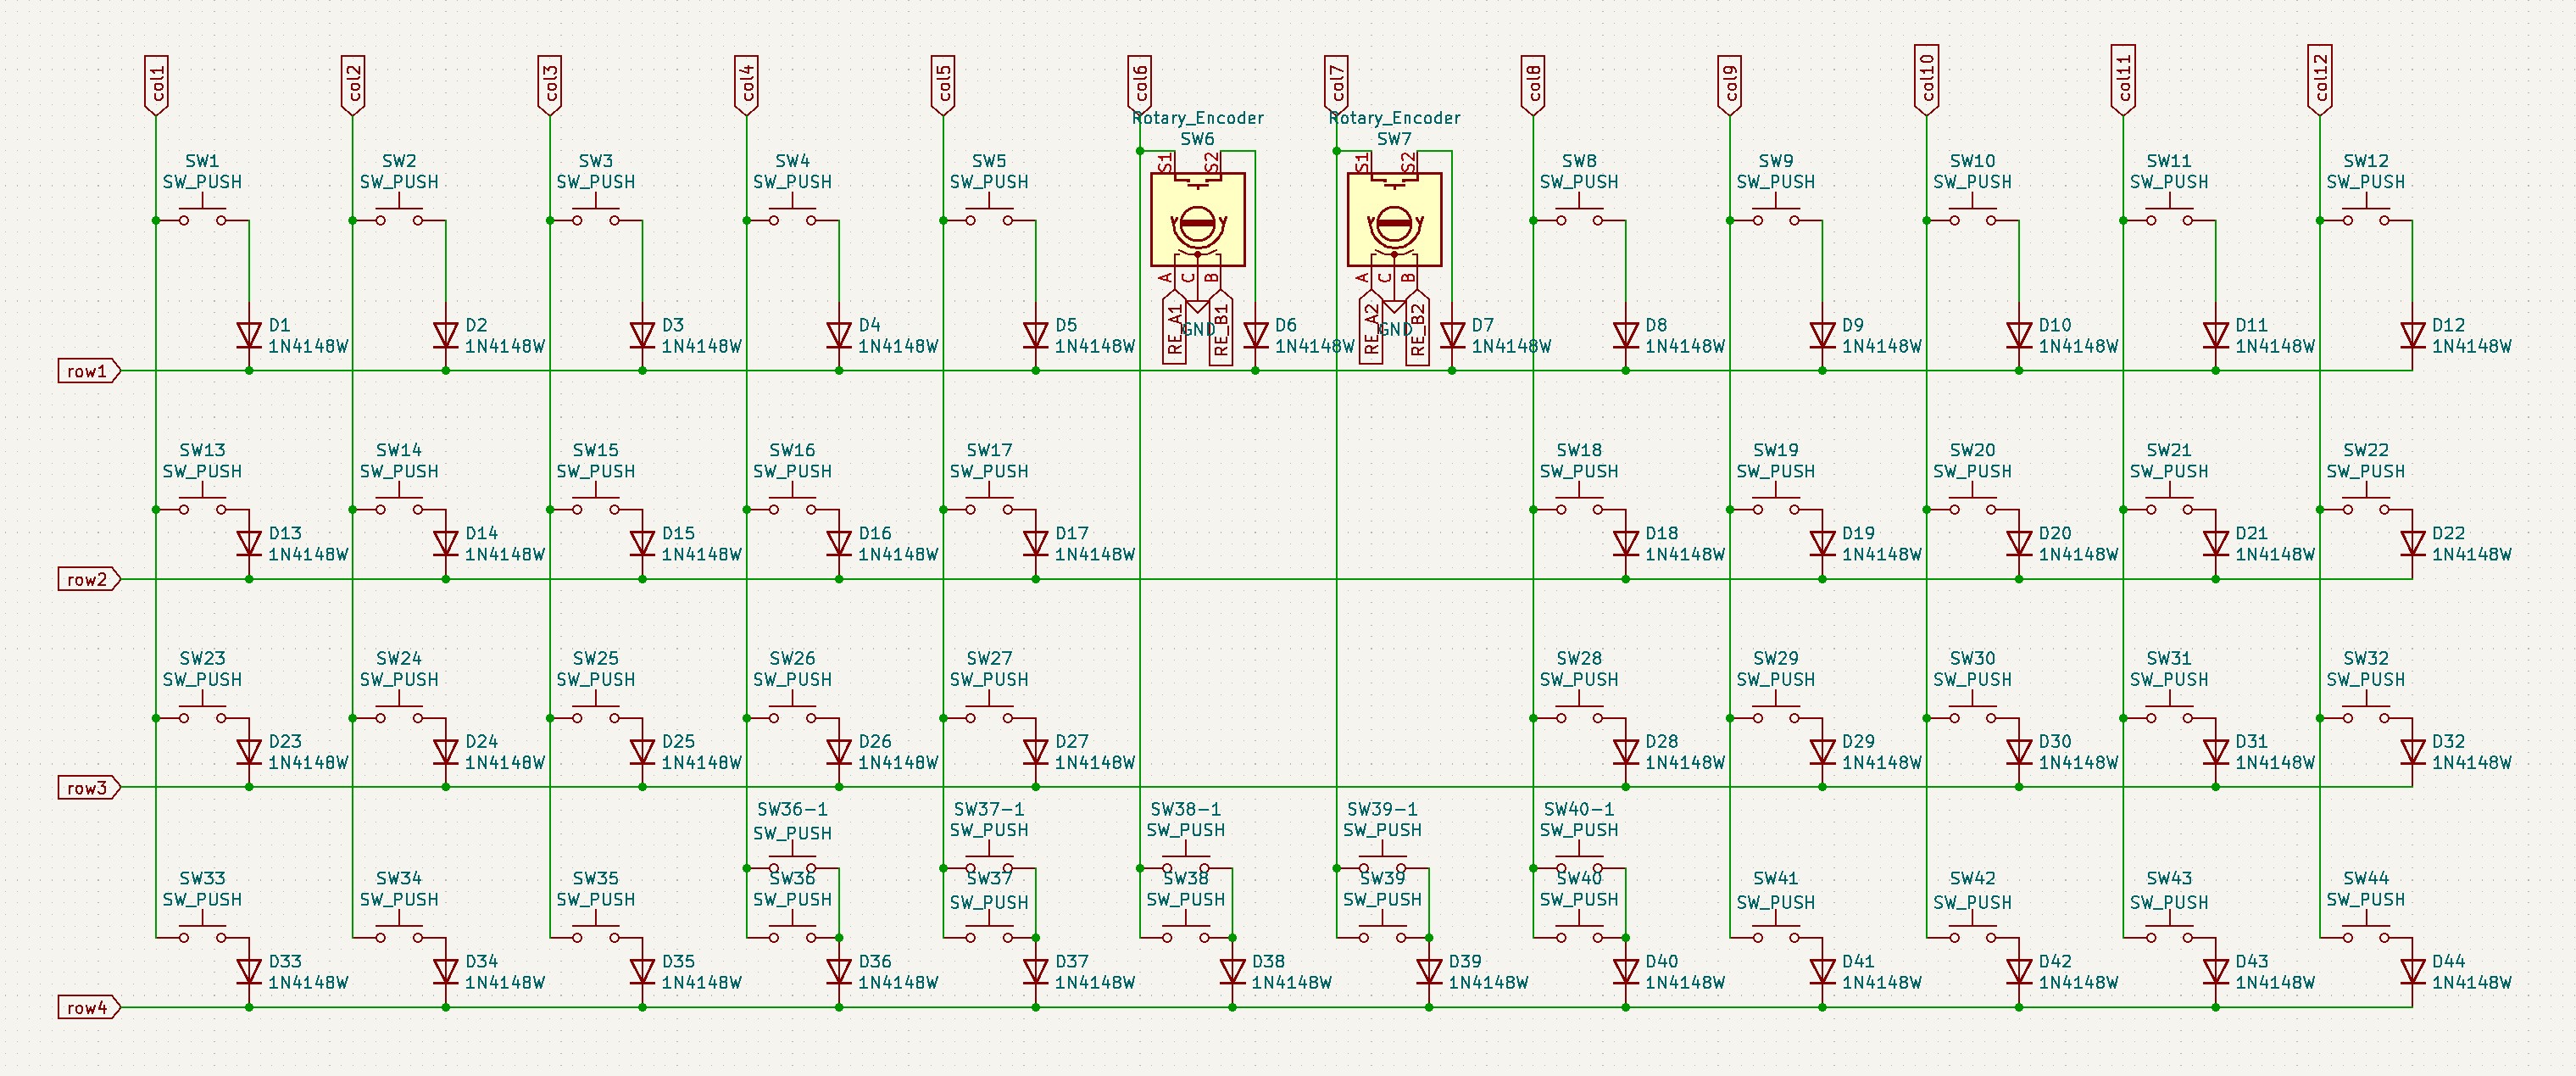 col1 col2 col3 col4 col5 col6 col7 col8 col9 col10 col11 col12
Rotary_Encoder Rotary_Encoder
SW6 SW7
SW1 SW2 SW3 SW4 SW5 S1 S2 S1 S2 SW8 SW9 SW10 SW11 SW12
SW_PUSH SW_PUSH SW_PUSH SW_PUSH SW_PUSH SW_PUSH SW_PUSH SW_PUSH SW_PUSH SW_PUSH
A C B A C B
RE_A1 GND RE_B1 RE_A2 GND RE_B2
D1 D2 D3 D4 D5 D6 D7 D8 D9 D10 D11 D12
1N4148W 1N4148W 1N4148W 1N4148W 1N4148W 1N4148W 1N4148W 1N4148W 1N4148W 1N4148W 1N4148W 1N4148W
row1
SW13 SW14 SW15 SW16 SW17 SW18 SW19 SW20 SW21 SW22
SW_PUSH SW_PUSH SW_PUSH SW_PUSH SW_PUSH SW_PUSH SW_PUSH SW_PUSH SW_PUSH SW_PUSH
D13 D14 D15 D16 D17 D18 D19 D20 D21 D22
1N4148W 1N4148W 1N4148W 1N4148W 1N4148W 1N4148W 1N4148W 1N4148W 1N4148W 1N4148W
row2
SW23 SW24 SW25 SW26 SW27 SW28 SW29 SW30 SW31 SW32
SW_PUSH SW_PUSH SW_PUSH SW_PUSH SW_PUSH SW_PUSH SW_PUSH SW_PUSH SW_PUSH SW_PUSH
D23 D24 D25 D26 D27 D28 D29 D30 D31 D32
1N4148W 1N4148W 1N4148W 1N4148W 1N4148W 1N4148W 1N4148W 1N4148W 1N4148W 1N4148W
row3
SW36-1 SW37-1 SW38-1 SW39-1 SW40-1
SW_PUSH SW_PUSH SW_PUSH SW_PUSH SW_PUSH
SW33 SW34 SW35 SW36 SW37 SW38 SW39 SW40 SW41 SW42 SW43 SW44
SW_PUSH SW_PUSH SW_PUSH SW_PUSH SW_PUSH SW_PUSH SW_PUSH SW_PUSH SW_PUSH SW_PUSH SW_PUSH SW_PUSH
D33 D34 D35 D36 D37 D38 D39 D40 D41 D42 D43 D44
1N4148W 1N4148W 1N4148W 1N4148W 1N4148W 1N4148W 1N4148W 1N4148W 1N4148W 1N4148W 1N4148W 1N4148W
row4